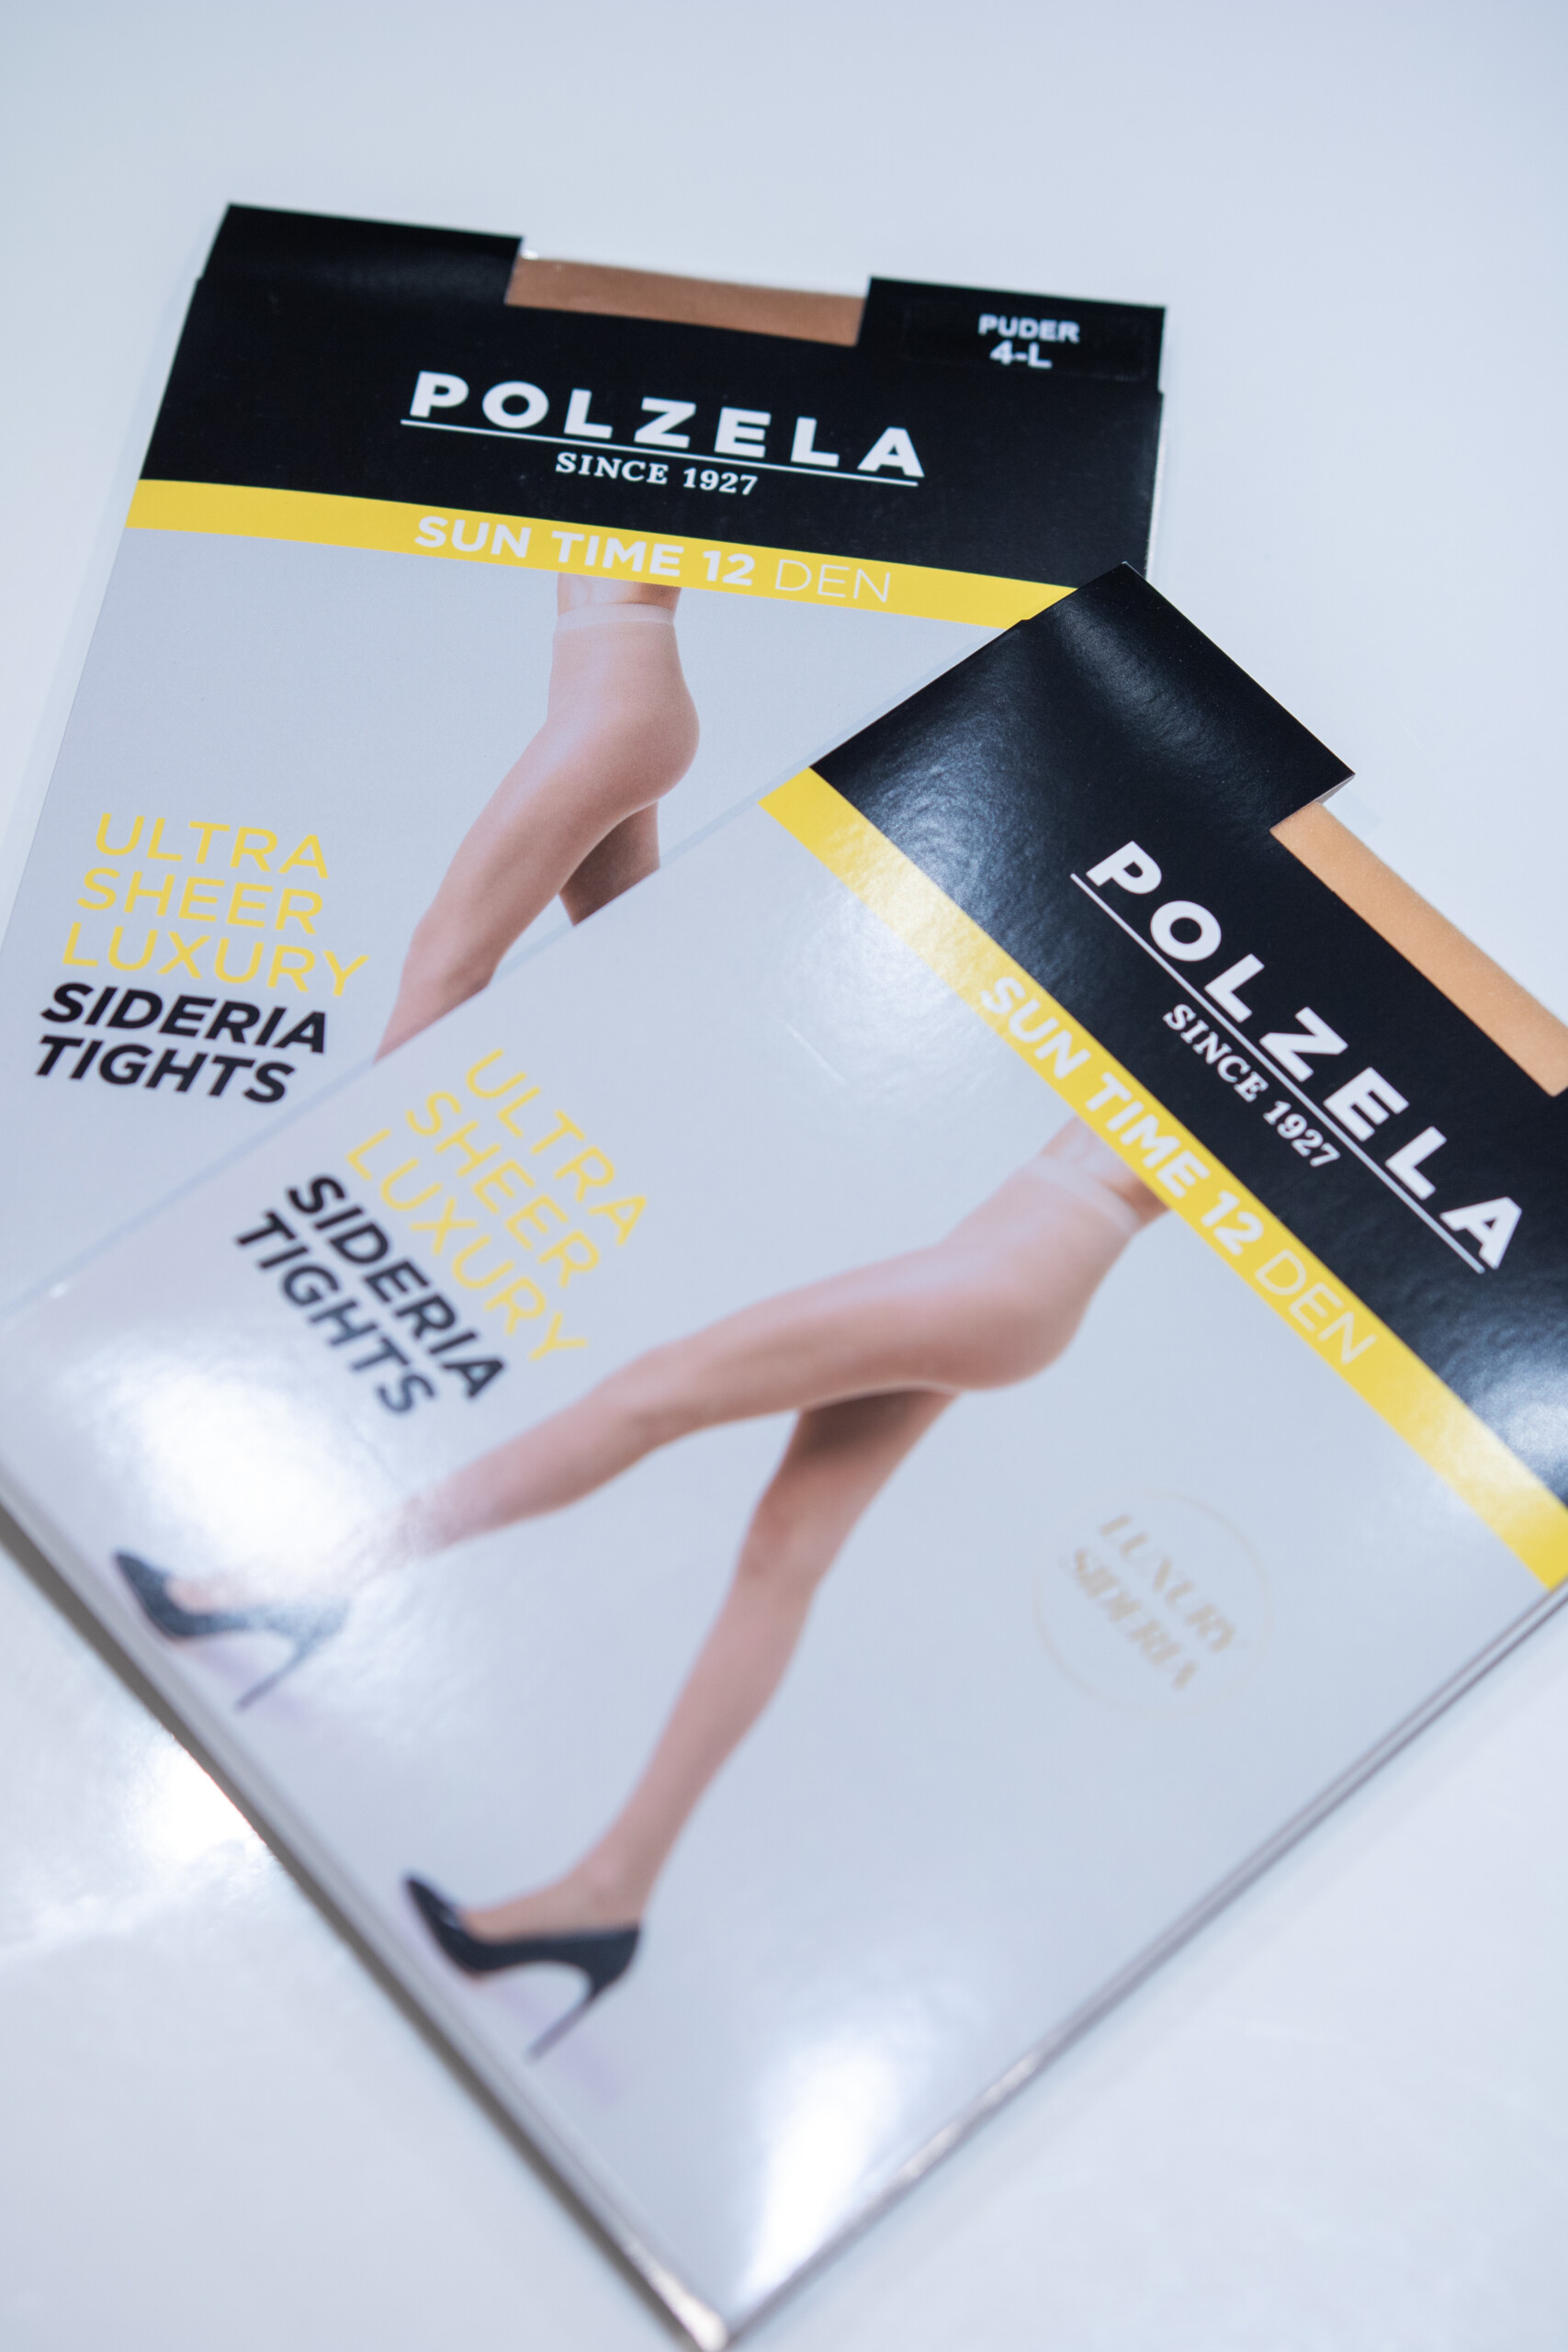 PUDER
4-L
POLZELA
SINCE 1927
SUN TIME 12 DEN
ULTRA
SHEER
LUXURY
SIDERIA
TIGHTS
POLZELA
SINCE 1927
SUN TIME 12 DEN
ULTRA
SHEER
LUXURY
SIDERIA
TIGHTS
LUXURY
SIDERIA